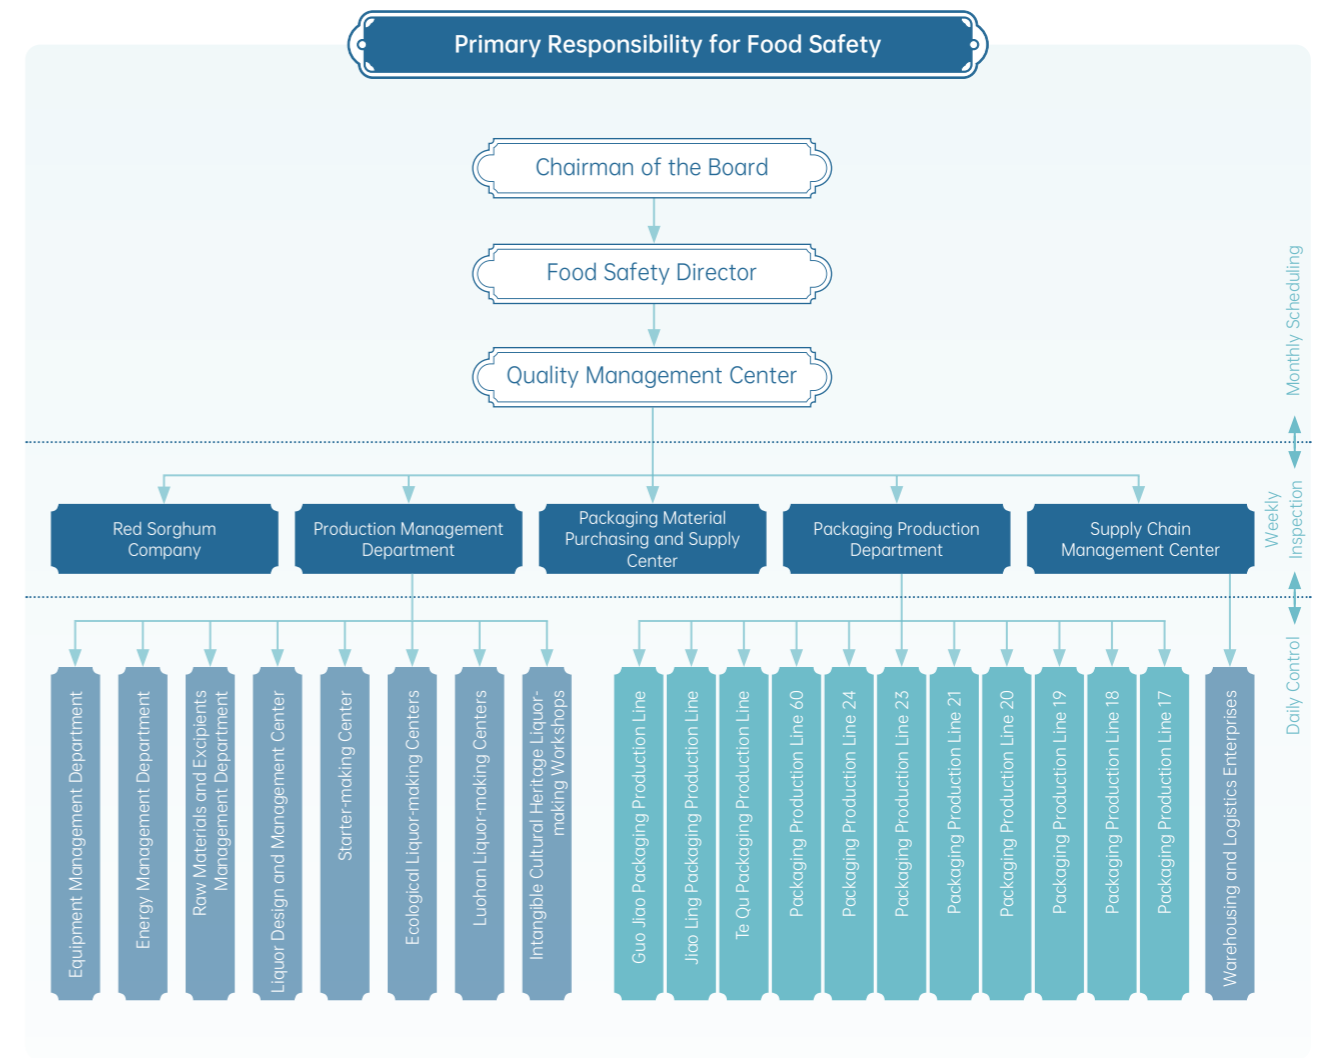 Primary Responsibility for Food Safety
Chairman of the Board
Food Safety Director
Quality Management Center
Monthly Scheduling
Red Sorghum
Company
Production Management
Department
Packaging Material
Purchasing and Supply
Center
Packaging Production
Department
Supply Chain
Management Center
Weekly
Inspection
Equipment Management Department
Energy Management Department
Raw Materials and Excipients
Management Department
Liquor Design and Management Center
Starter-making Center
Ecological Liquor-making Centers
Luohan Liquor-making Centers
Intangible Cultural Heritage Liquor-
making Workshops
Guo Jiao Packaging Production Line
Jiao Ling Packaging Production Line
Te Qu Packaging Production Line
Packaging Production Line 60
Packaging Production Line 24
Packaging Production Line 23
Packaging Production Line 21
Packaging Production Line 20
Packaging Production Line 19
Packaging Production Line 18
Packaging Production Line 17
Warehousing and Logistics Enterprises
Daily Control